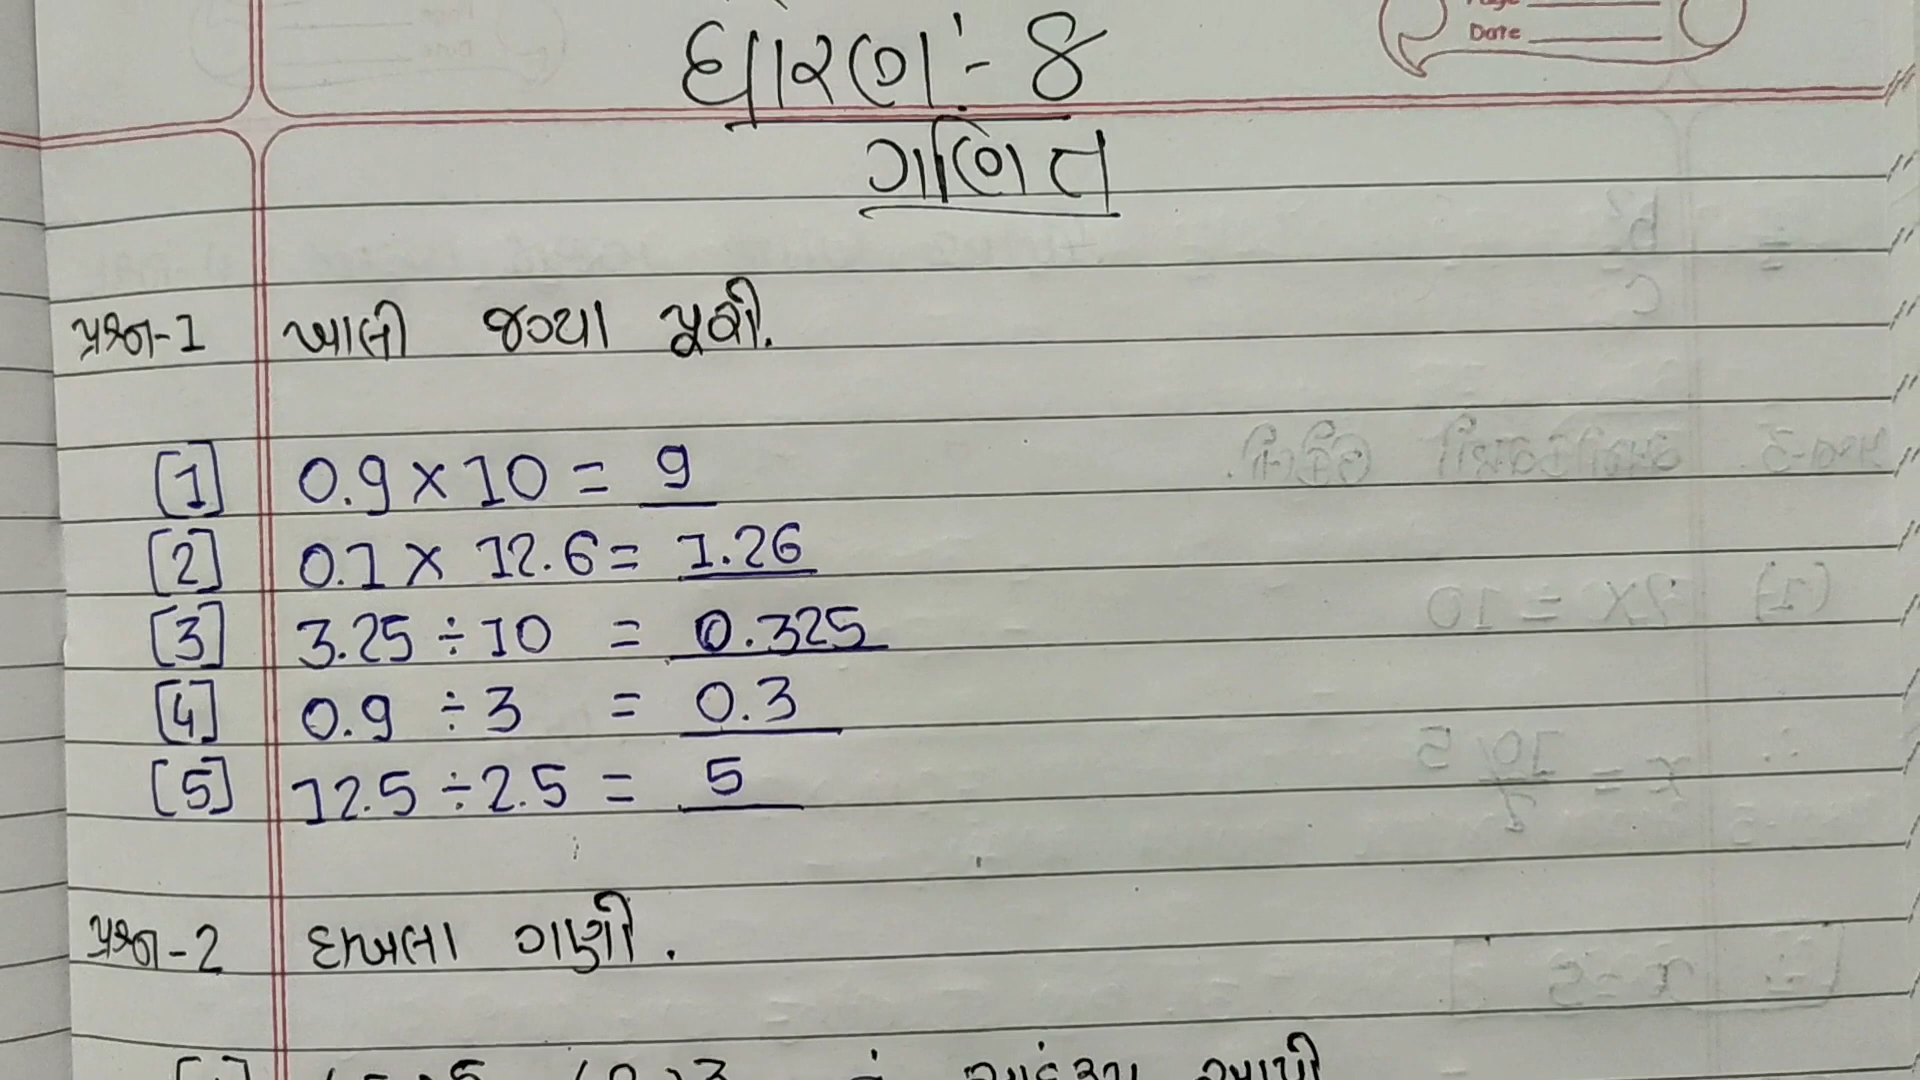 Date
ધોરણ:- 8
ગણિત
પ્રશ્ન-1 ખાલી જગ્યા પૂરો.
[1] 0.9 × 10 = 9
[2] 0.1 × 12.6 = 1.26
[3] 3.25 ÷ 10 = 0.325
[4] 0.9 ÷ 3 = 0.3
[5] 12.5 ÷ 2.5 = 5
પ્રશ્ન-2 દાખલા ગણો.